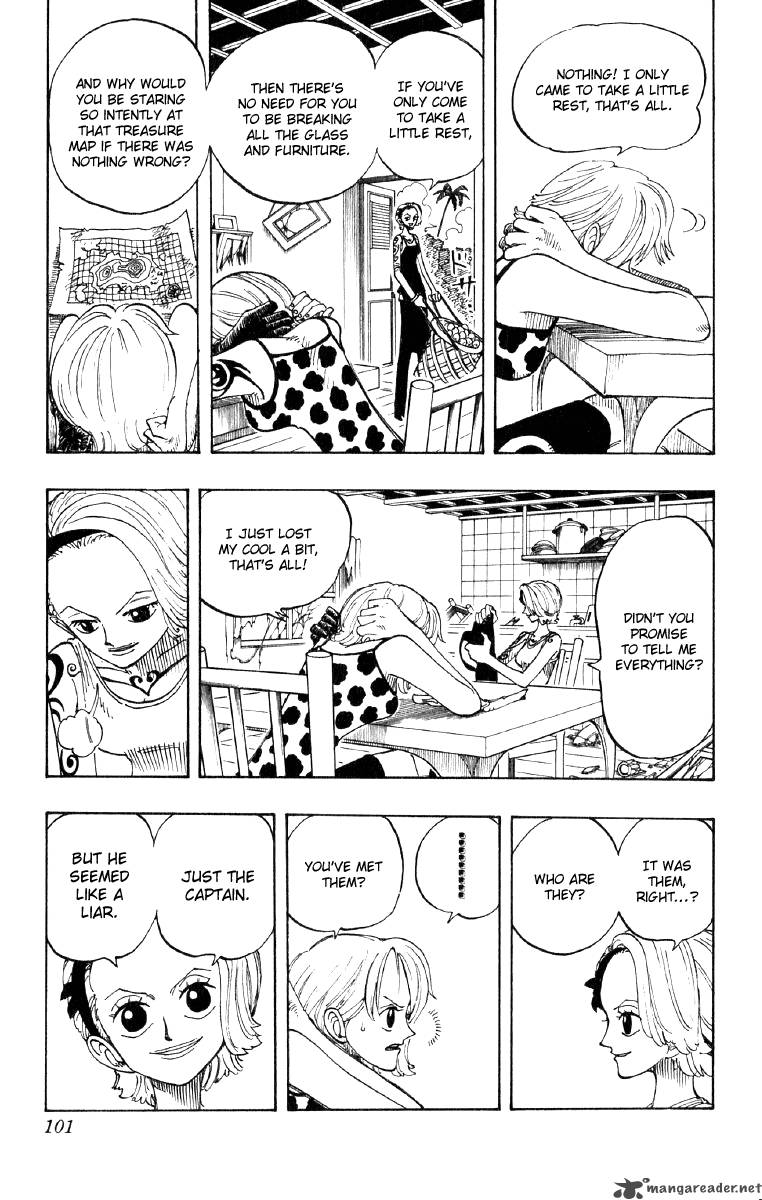 NOTHING! I ONLY
CAME TO TAKE A LITTLE
REST, THAT'S ALL.
IF YOU'VE
ONLY COME
TO TAKE A
LITTLE REST,
THEN THERE'S
NO NEED FOR YOU
TO BE BREAKING
ALL THE GLASS
AND FURNITURE.
ドサ
AND WHY WOULD
YOU BE STARING
SO INTENTLY AT
THAT TREASURE
MAP IF THERE WAS
NOTHING WRONG?
DIDN'T YOU
PROMISE
TO TELL ME
EVERYTHING?
I JUST LOST
MY COOL A BIT,
THAT'S ALL!
IT WAS
THEM,
RIGHT...?
WHO ARE
THEY?
..........
YOU'VE MET
THEM?
JUST THE
CAPTAIN.
BUT HE
SEEMED
LIKE A
LIAR.
101
mangareader.net